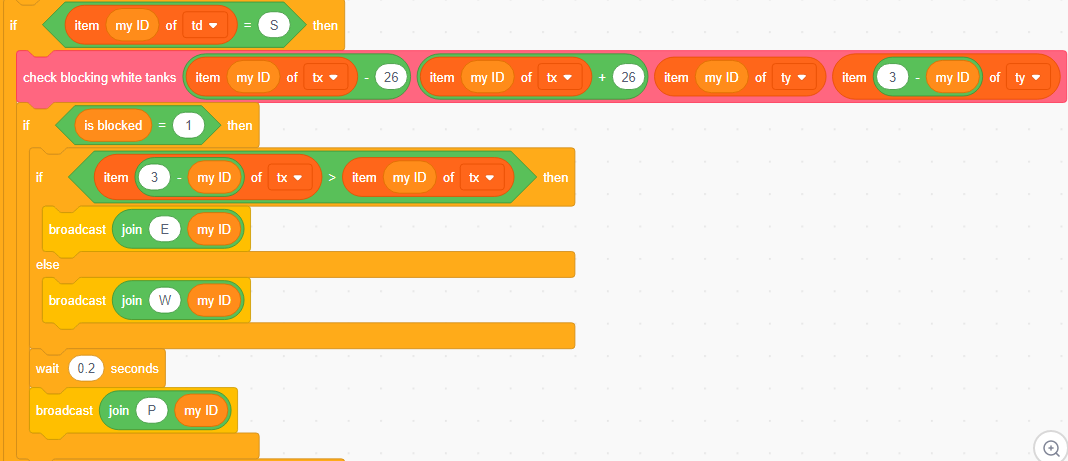 if item my ID of td = S then
check blocking white tanks item my ID of tx - 26 item my ID of tx + 26 item my ID of ty item 3 - my ID of ty
if is blocked = 1 then
if item 3 - my ID of tx > item my ID of tx then
broadcast join E my ID
else
broadcast join W my ID
wait 0.2 seconds
broadcast join P my ID